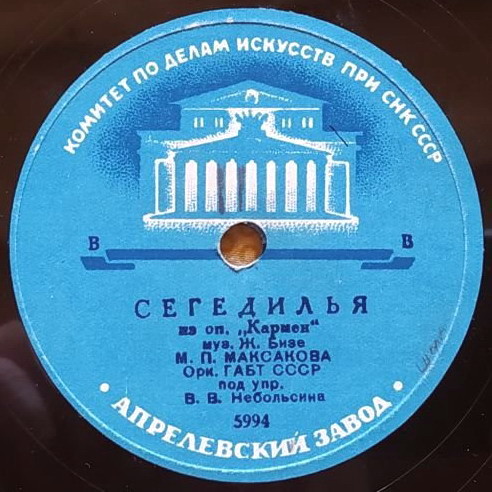 КОМИТЕТ ПО ДЕЛАМ ИСКУССТВ ПРИ СНК СССР
В В
СЕГЕДИЛЬЯ
из оп. „Кармен“
муз. Ж. Бизе
М. П. МАКСАКОВА
Орк. ГАБТ СССР
под упр.
В. В. Небольсина
5994
• АПРЕЛЕВСКИЙ ЗАВОД •